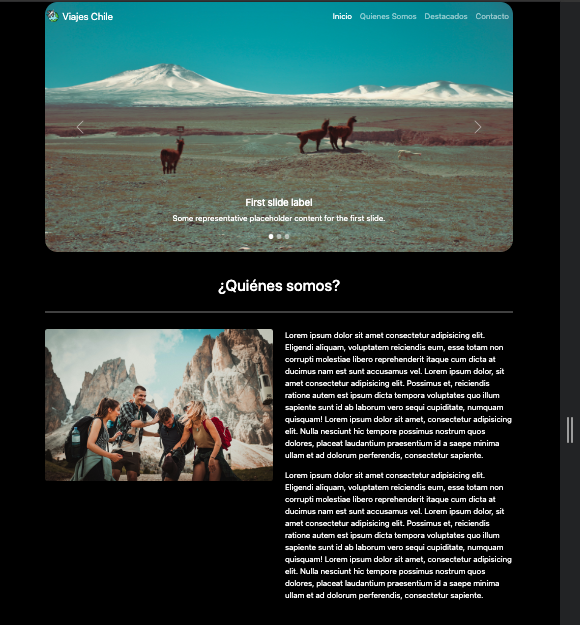 Viajes Chile
Inicio Quienes Somos Destacados Contacto
First slide label
Some representative placeholder content for the first slide.
¿Quiénes somos?
Lorem ipsum dolor sit amet consectetur adipisicing elit.
Eligendi aliquam, voluptatem reiciendis eum, esse totam non
corrupti molestiae libero reprehenderit itaque cum dicta at
ducimus nam est sunt accusamus vel. Lorem ipsum dolor, sit
amet consectetur adipisicing elit. Possimus et, reiciendis
ratione autem est ipsum dicta tempora voluptates quo illum
sapiente sunt id ab laborum vero sequi cupiditate, numquam
quisquam! Lorem ipsum dolor sit amet, consectetur adipisicing
elit. Nulla nesciunt hic tempore possimus nostrum quos
dolores, placeat laudantium praesentium id a saepe minima
ullam et ad dolorum perferendis, consectetur sapiente.
Lorem ipsum dolor sit amet consectetur adipisicing elit.
Eligendi aliquam, voluptatem reiciendis eum, esse totam non
corrupti molestiae libero reprehenderit itaque cum dicta at
ducimus nam est sunt accusamus vel. Lorem ipsum dolor, sit
amet consectetur adipisicing elit. Possimus et, reiciendis
ratione autem est ipsum dicta tempora voluptates quo illum
sapiente sunt id ab laborum vero sequi cupiditate, numquam
quisquam! Lorem ipsum dolor sit amet, consectetur adipisicing
elit. Nulla nesciunt hic tempore possimus nostrum quos
dolores, placeat laudantium praesentium id a saepe minima
ullam et ad dolorum perferendis, consectetur sapiente.